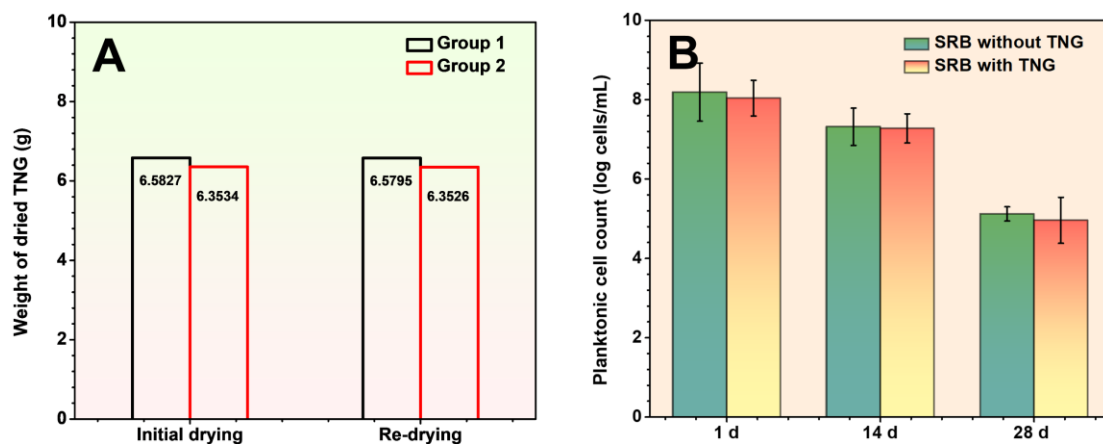 A
Group 1
Group 2
Weight of dried TNG (g)
10
8
6
4
2
0
6.5827
6.3534
6.5795
6.3526
Initial drying
Re-drying
B
SRB without TNG
SRB with TNG
Planktonic cell count (log cells/mL)
10
8
6
4
2
0
1 d
14 d
28 d